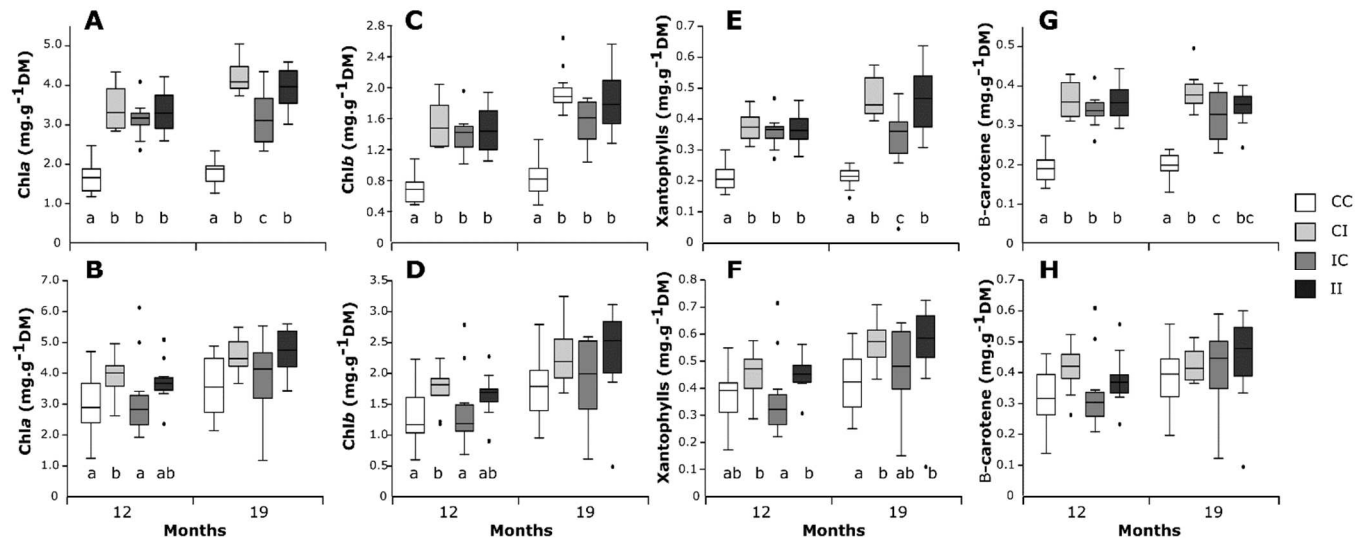 A
Chla (mg.g⁻¹DM)
5.0
4.0
3.0
2.0
1.0
0
a b b b a b c b
C
Chlb (mg.g⁻¹DM)
2.8
2.4
2.0
1.6
1.2
0.8
0.4
0
a b b b a b b b
E
Xantophylls (mg.g⁻¹DM)
0.7
0.6
0.5
0.4
0.3
0.2
0.1
0
a b b b a b c b
G
B-carotene (mg.g⁻¹DM)
0.5
0.4
0.3
0.2
0.1
0
a b b b a b c bc
CC
CI
IC
II
B
Chla (mg.g⁻¹DM)
7.0
6.0
5.0
4.0
3.0
2.0
1.0
0
a b a ab
12 19
Months
D
Chlb (mg.g⁻¹DM)
3.5
3.0
2.5
2.0
1.5
1.0
0.5
0
a b a ab
12 19
Months
F
Xantophylls (mg.g⁻¹DM)
0.8
0.7
0.6
0.5
0.4
0.3
0.2
0.1
0
ab b a b a b ab b
12 19
Months
H
B-carotene (mg.g⁻¹DM)
0.7
0.6
0.5
0.4
0.3
0.2
0.1
0
12 19
Months